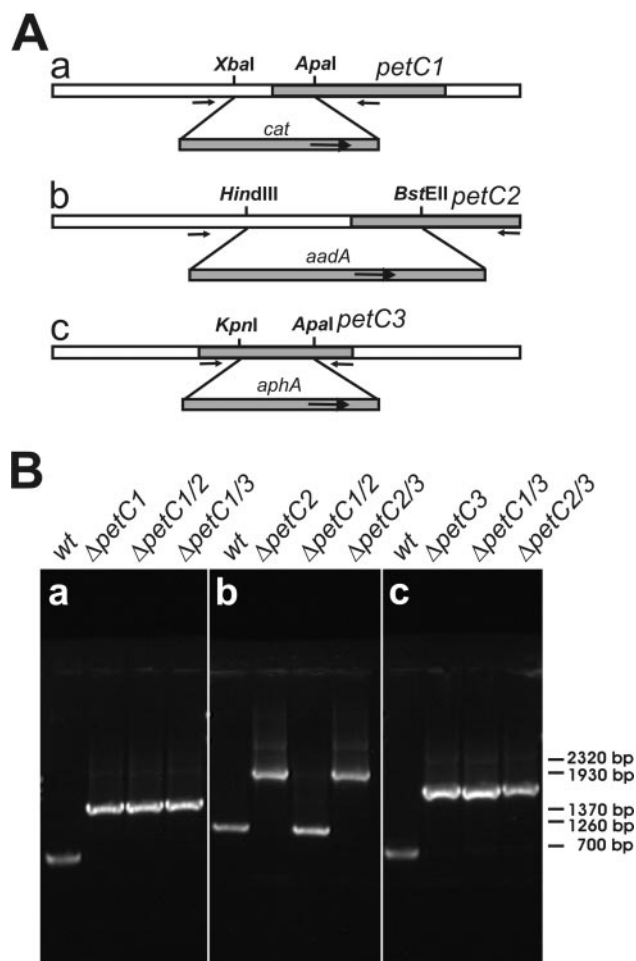 A
a
XbaI ApaI petC1
cat
b
HindIII BstEII petC2
aadA
c
KpnI ApaI petC3
aphA
B
wt ΔpetC1 ΔpetC1/2 ΔpetC1/3 wt ΔpetC2 ΔpetC1/2 ΔpetC2/3 wt ΔpetC3 ΔpetC1/3 ΔpetC2/3
a b c
2320 bp
1930 bp
1370 bp
1260 bp
700 bp